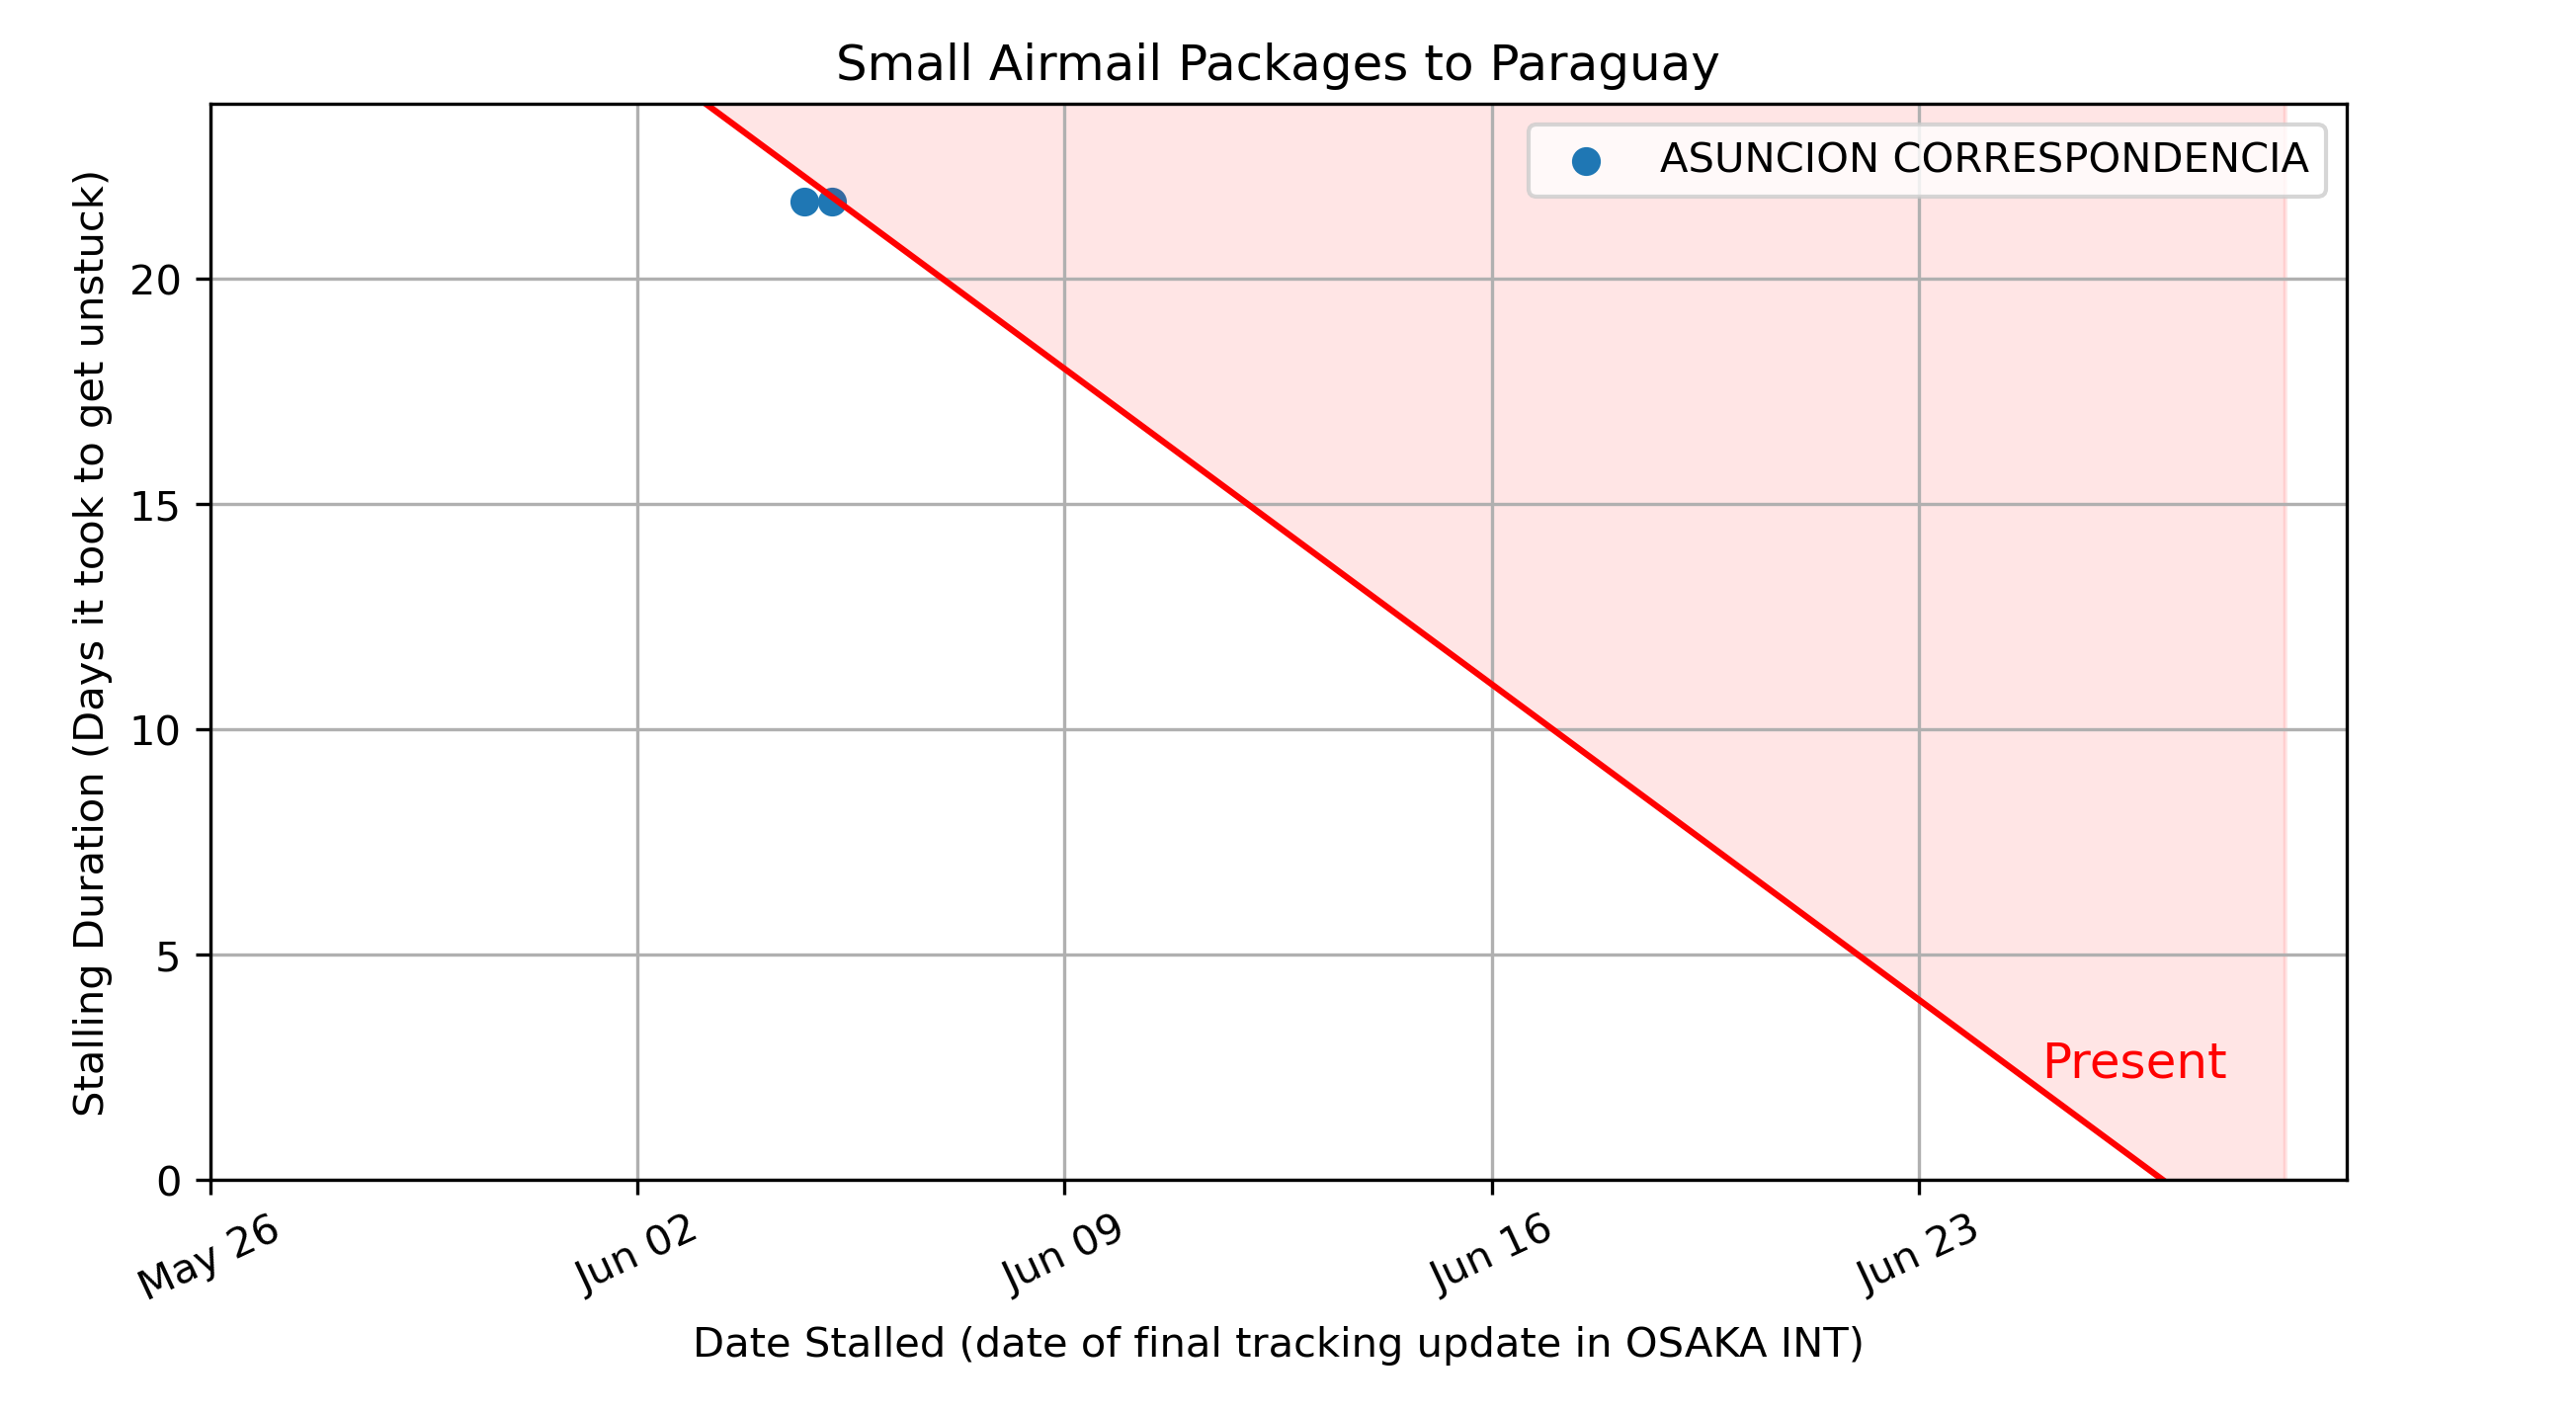 Small Airmail Packages to Paraguay
ASUNCION CORRESPONDENCIA
Stalling Duration (Days it took to get unstuck)
20
15
10
5
0
Present
May 26
Jun 02
Jun 09
Jun 16
Jun 23
Date Stalled (date of final tracking update in OSAKA INT)